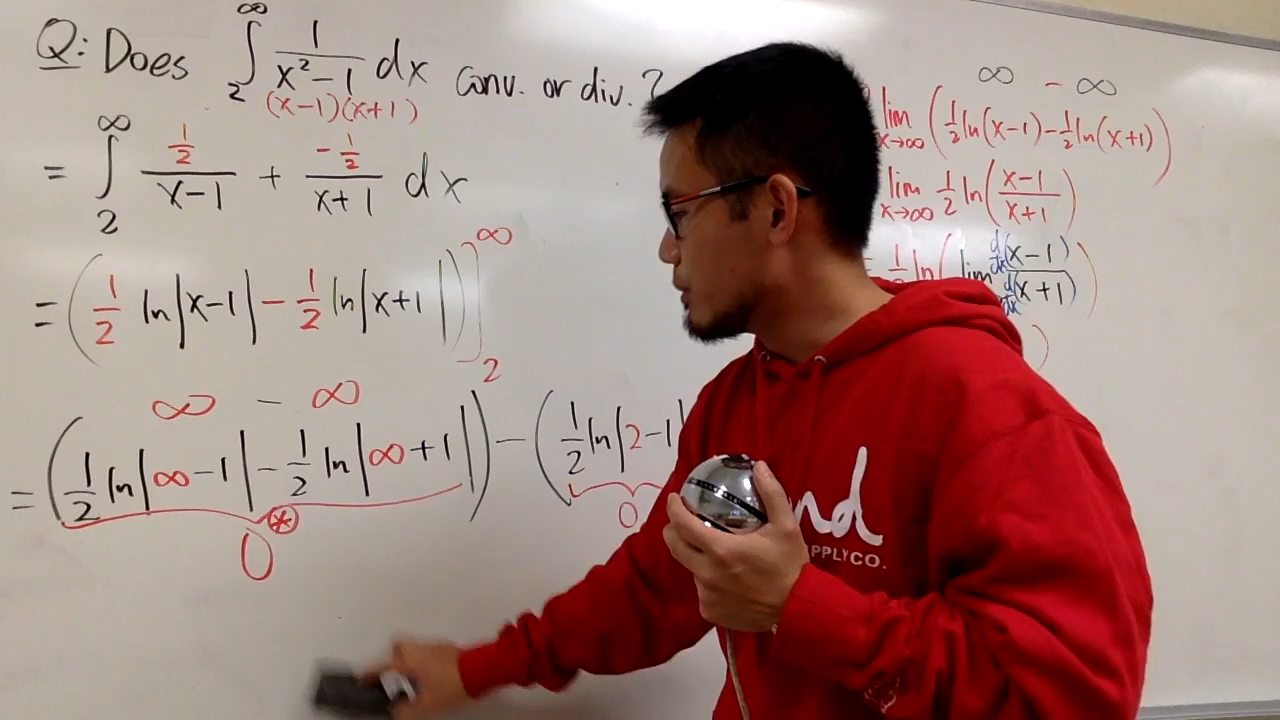 Q: Does ∫₂^∞ 1/(x²−1) dx conv. or div.?
(x−1)(x+1)
= ∫₂^∞ (1/2)/(x−1) + (−1/2)/(x+1) dx
= (1/2 ln|x−1| − 1/2 ln|x+1|)]₂^∞
∞ − ∞
= (1/2 ln|∞−1| − 1/2 ln|∞+1|) − (1/2 ln|2−1|
0 ⊛
0
∞ − ∞
lim x→∞ (1/2 ln(x−1) − 1/2 ln(x+1))
lim x→∞ 1/2 ln((x−1)/(x+1))
= 1/2 ln(lim d/dx(x−1) / d/dx(x+1))
)
nd
PPLYCO.